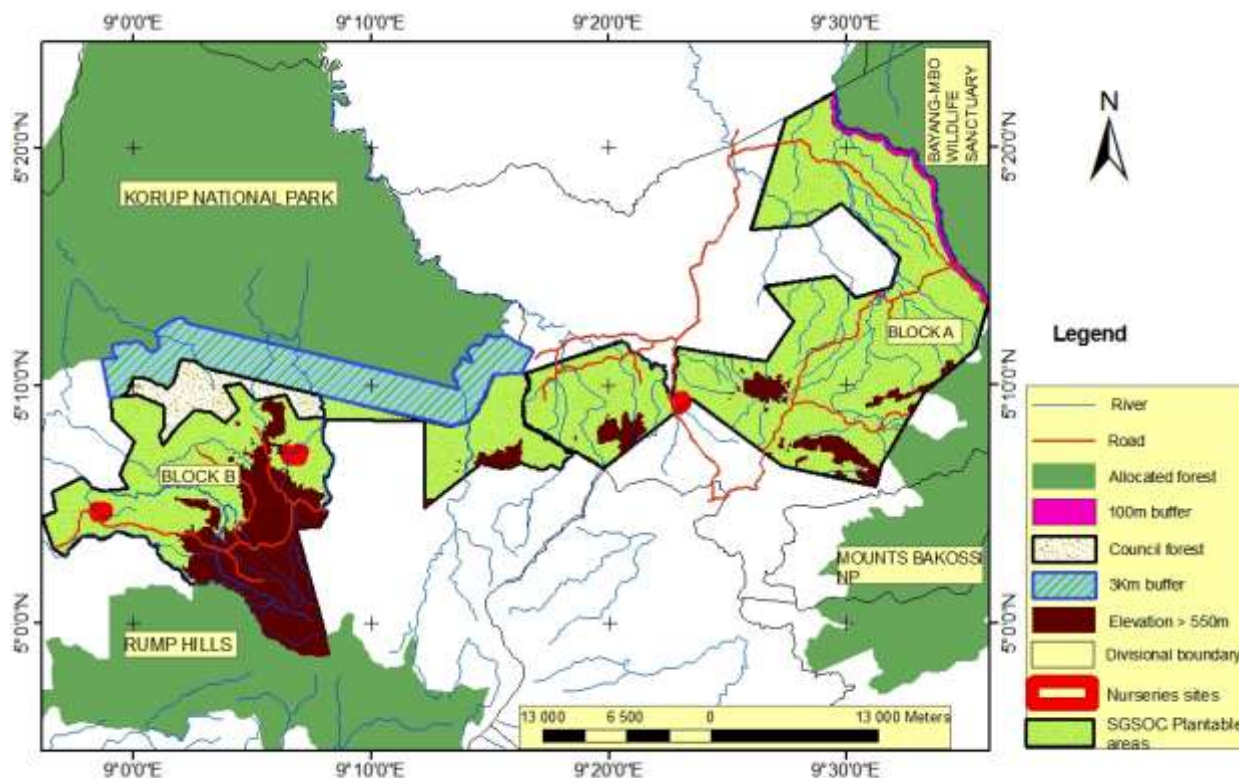 9°0'0"E 9°10'0"E 9°20'0"E 9°30'0"E
5°20'0"N
5°10'0"N
5°0'0"N
KORUP NATIONAL PARK
BAYANG-MBO
WILDLIFE
SANCTUARY
BLOCK A
BLOCK B
MOUNTS BAKOSSI
NP
RUMP HILLS
13 000 6 500 0 13 000 Meters
5°20'0"N
5°10'0"N
5°0'0"N
9°0'0"E 9°10'0"E 9°20'0"E 9°30'0"E
N
Legend
River
Road
Allocated forest
100m buffer
Council forest
3Km buffer
Elevation > 550m
Divisional boundary
Nurseries sites
SGSOC Plantable
areas